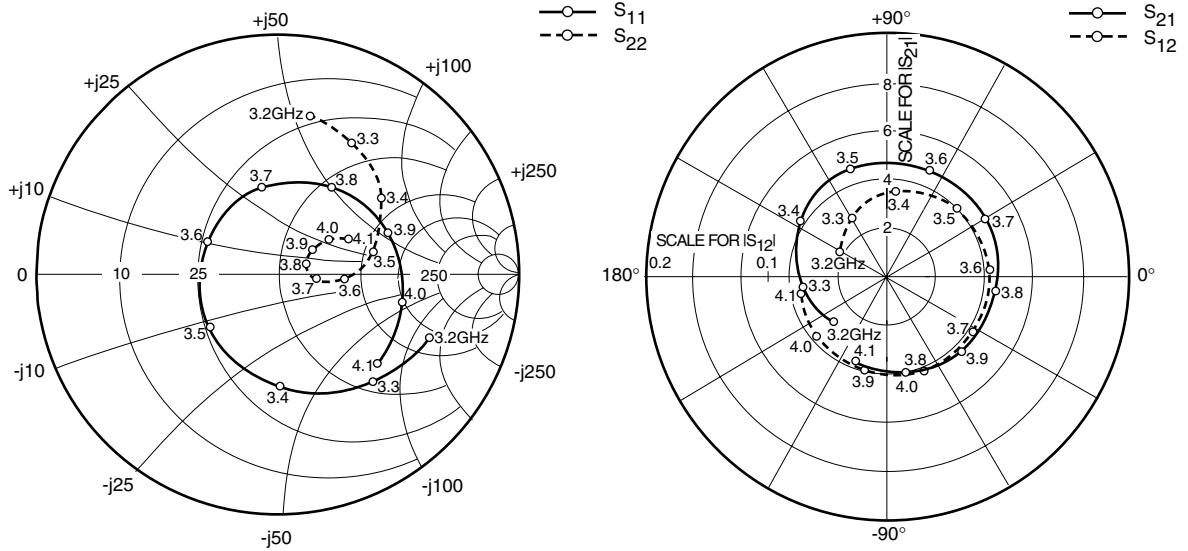 +j50
S11
S22
+j25
+j100
3.2GHz
3.3
+j10
3.7
3.8
3.4
+j250
3.6
3.9
4.0
4.1
3.9
3.5
3.8
0
10
25
250
3.7
3.6
4.0
3.5
3.2GHz
4.1
3.4
3.3
-j10
-j250
-j25
-j100
-j50
+90°
S21
S12
SCALE FOR |S21|
8
6
4
2
3.5
3.6
3.4
3.3
3.4
3.5
3.7
SCALE FOR |S12|
3.2GHz
3.6
180°
0.2
0.1
0°
3.3
4.1
3.8
3.2GHz
4.0
3.7
4.1
3.8
3.9
3.9
4.0
-90°